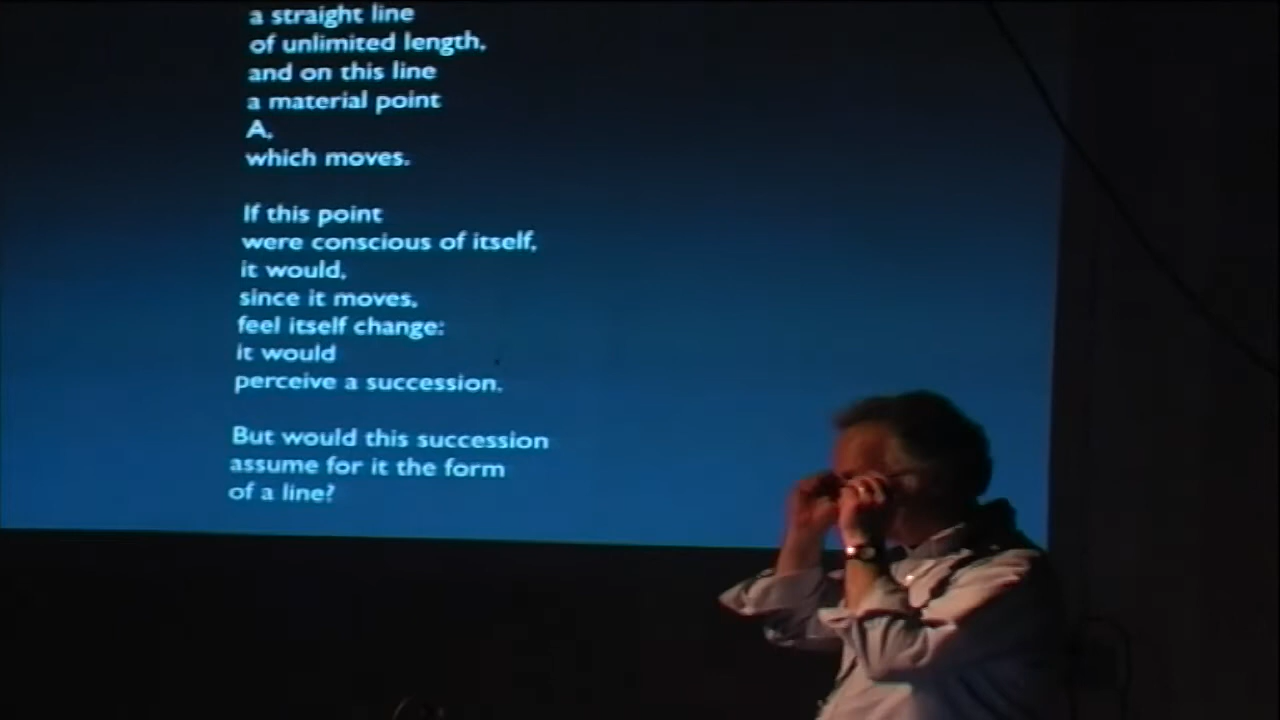 a straight line
of unlimited length,
and on this line
a material point
A,
which moves.
If this point
were conscious of itself,
it would,
since it moves,
feel itself change:
it would
perceive a succession.
But would this succession
assume for it the form
of a line?